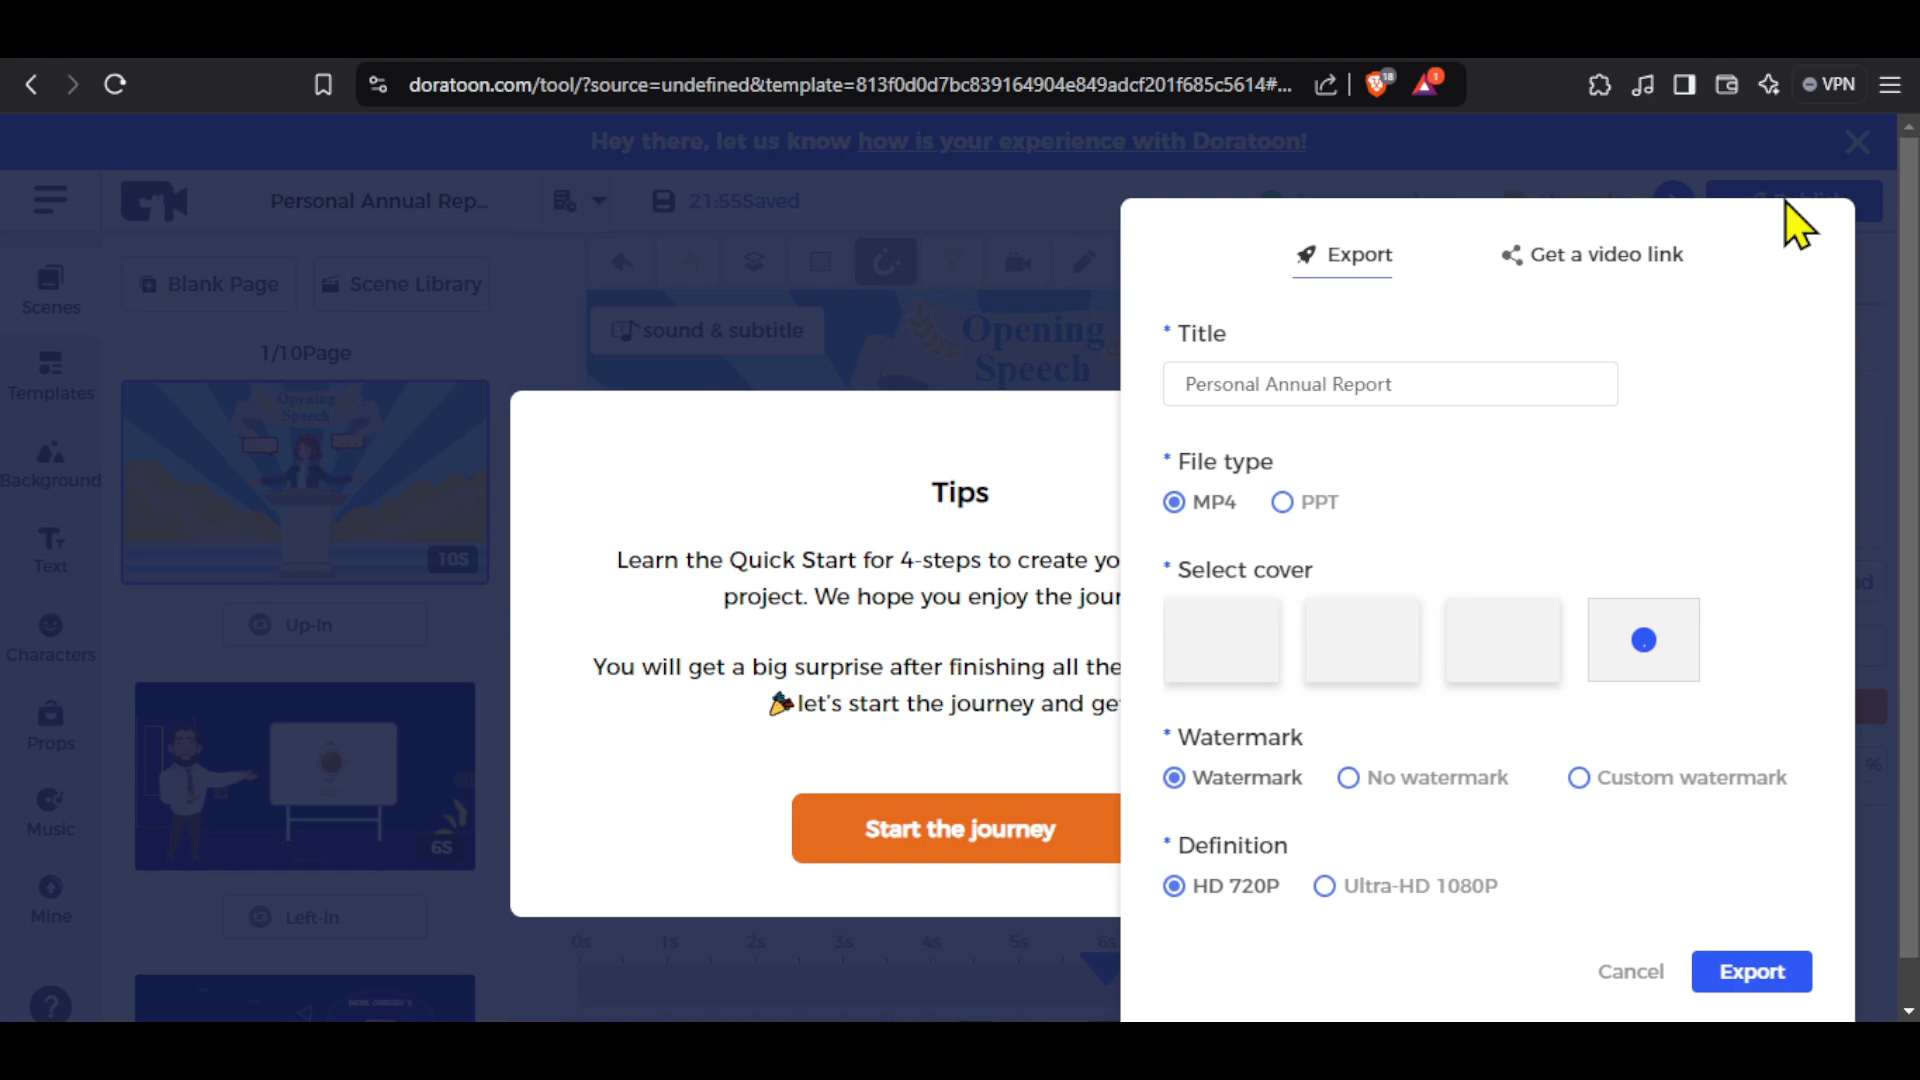 doratoon.com/tool/?source=undefined&template=813f0d0d7bc839164904e849adcf201f685c5614#...
18
1
VPN
Hey there, let us know how is your experience with Doratoon!
Personal Annual Rep...
21:55Saved
Scenes
Templates
Background
Text
Characters
Props
Music
Mine
?
Blank Page
Scene Library
1/10Page
Opening
Speech
10S
Up-In
6S
Left-In
sound & subtitle
Opening
Speech
Tips
Learn the Quick Start for 4-steps to create yo
project. We hope you enjoy the jour
You will get a big surprise after finishing all the
let's start the journey and ge
Start the journey
0s 1s 2s 3s 4s 5s 6s
Export
Get a video link
* Title
Personal Annual Report
* File type
MP4
PPT
* Select cover
* Watermark
Watermark
No watermark
Custom watermark
* Definition
HD 720P
Ultra-HD 1080P
Cancel
Export
%